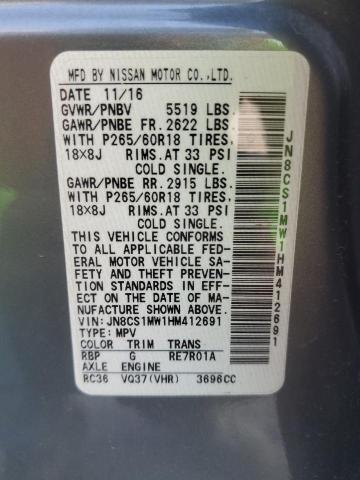 MFD BY NISSAN MOTOR CO.,LTD.
DATE 11/16
GVWR/PNBV 5519 LBS
GAWR/PNBE FR. 2622 LBS
WITH P265/60R18 TIRES,
18X8J RIMS.AT 33 PSI
COLD SINGLE.
GAWR/PNBE RR. 2915 LBS
WITH P265/60R18 TIRES,
18X8J RIMS.AT 33 PSI
COLD SINGLE.
THIS VEHICLE CONFORMS
TO ALL APPLICABLE FED-
ERAL MOTOR VEHICLE SA-
FETY AND THEFT PREVEN-
TION STANDARDS IN EFF-
ECT ON THE DATE OF MA-
NUFACTURE SHOWN ABOVE.
VIN:JN8CS1MW1HM412691
TYPE: MPV
COLOR TRIM TRANS
RBP G RE7R01A
AXLE ENGINE
RC36 VQ37(VHR) 3696CC
JN8CS1MW1HM412691